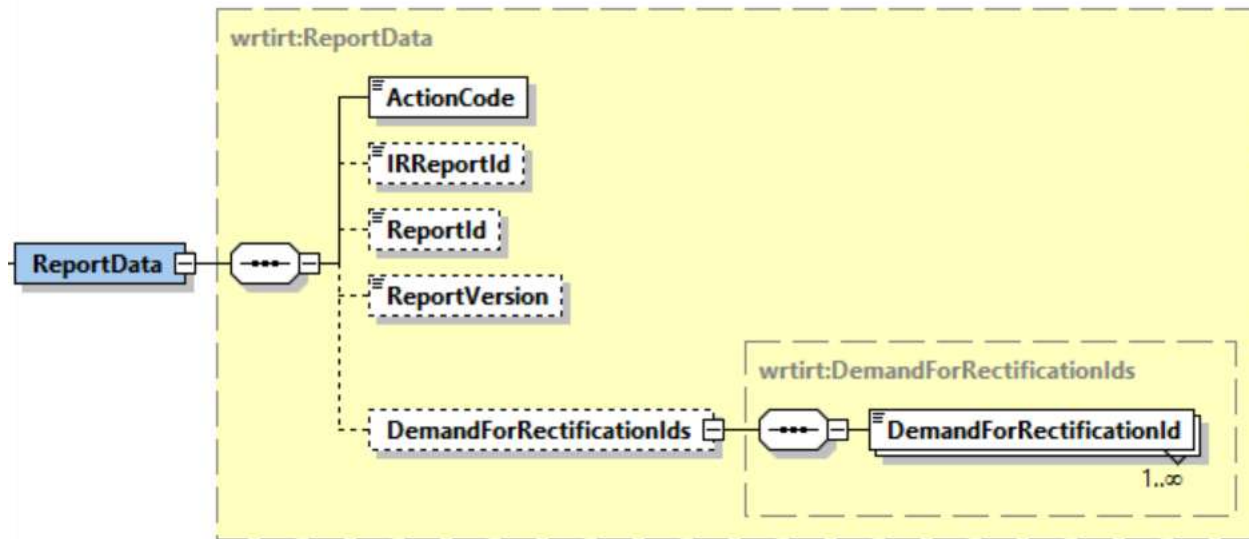 wrtirt:ReportData
ActionCode
IRReportId
ReportId
ReportData
ReportVersion
wrtirt:DemandForRectificationIds
DemandForRectificationIds
DemandForRectificationId
1..∞